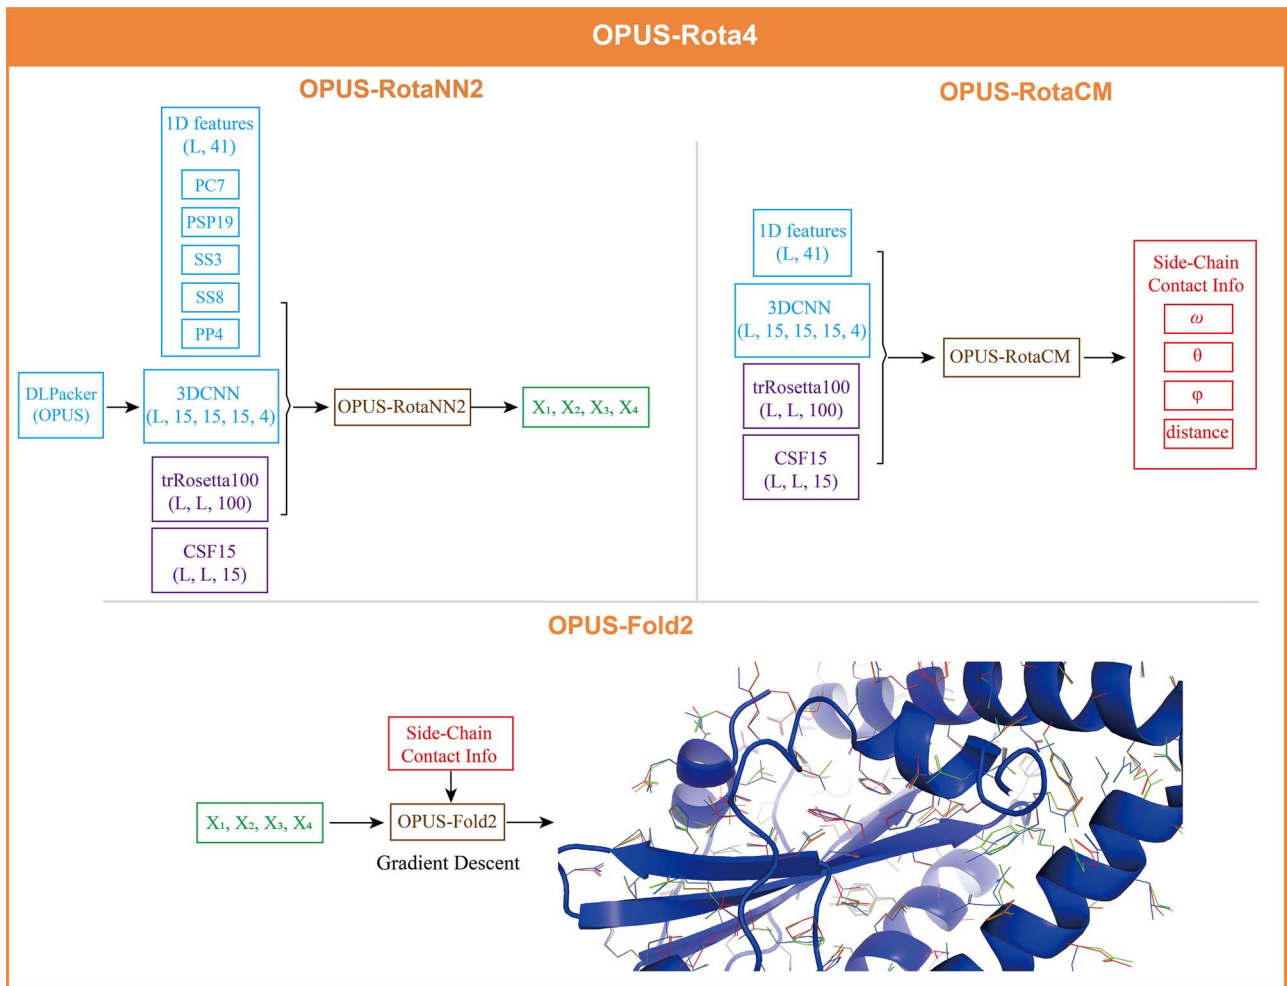 OPUS-Rota4
OPUS-RotaNN2
1D features
(L, 41)
PC7
PSP19
SS3
SS8
PP4
DLPacker
(OPUS)
3DCNN
(L, 15, 15, 15, 4)
trRosetta100
(L, L, 100)
CSF15
(L, L, 15)
OPUS-RotaNN2
X₁, X₂, X₃, X₄
OPUS-RotaCM
1D features
(L, 41)
3DCNN
(L, 15, 15, 15, 4)
trRosetta100
(L, L, 100)
CSF15
(L, L, 15)
OPUS-RotaCM
Side-Chain
Contact Info
ω
θ
φ
distance
OPUS-Fold2
Side-Chain
Contact Info
X₁, X₂, X₃, X₄
OPUS-Fold2
Gradient Descent